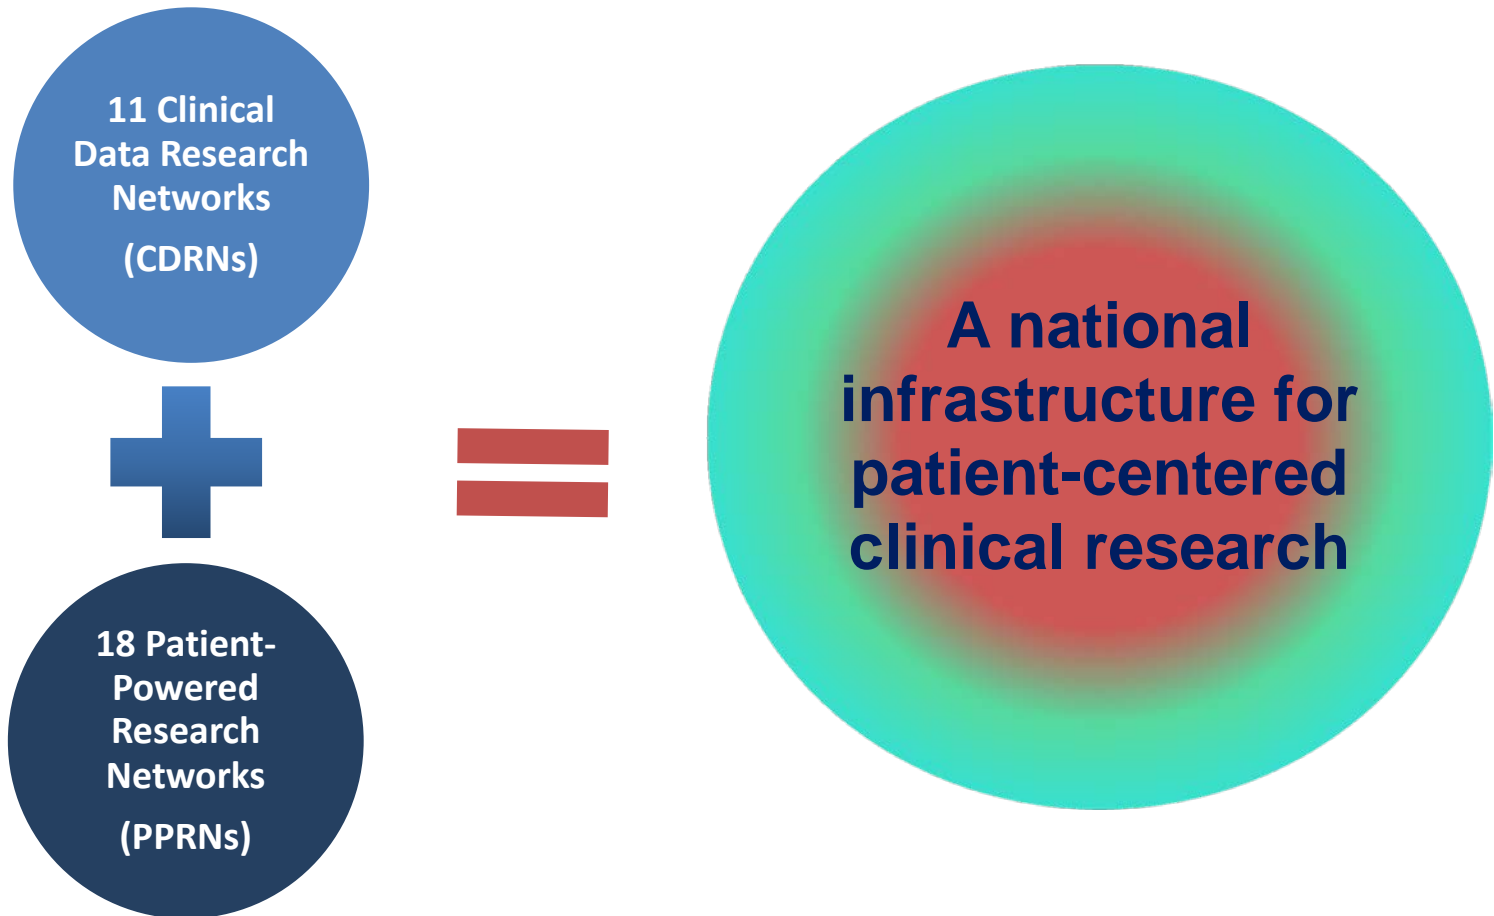 11 Clinical
Data Research
Networks
(CDRNs)
18 Patient-
Powered
Research
Networks
(PPRNs)
A national
infrastructure for
patient-centered
clinical research